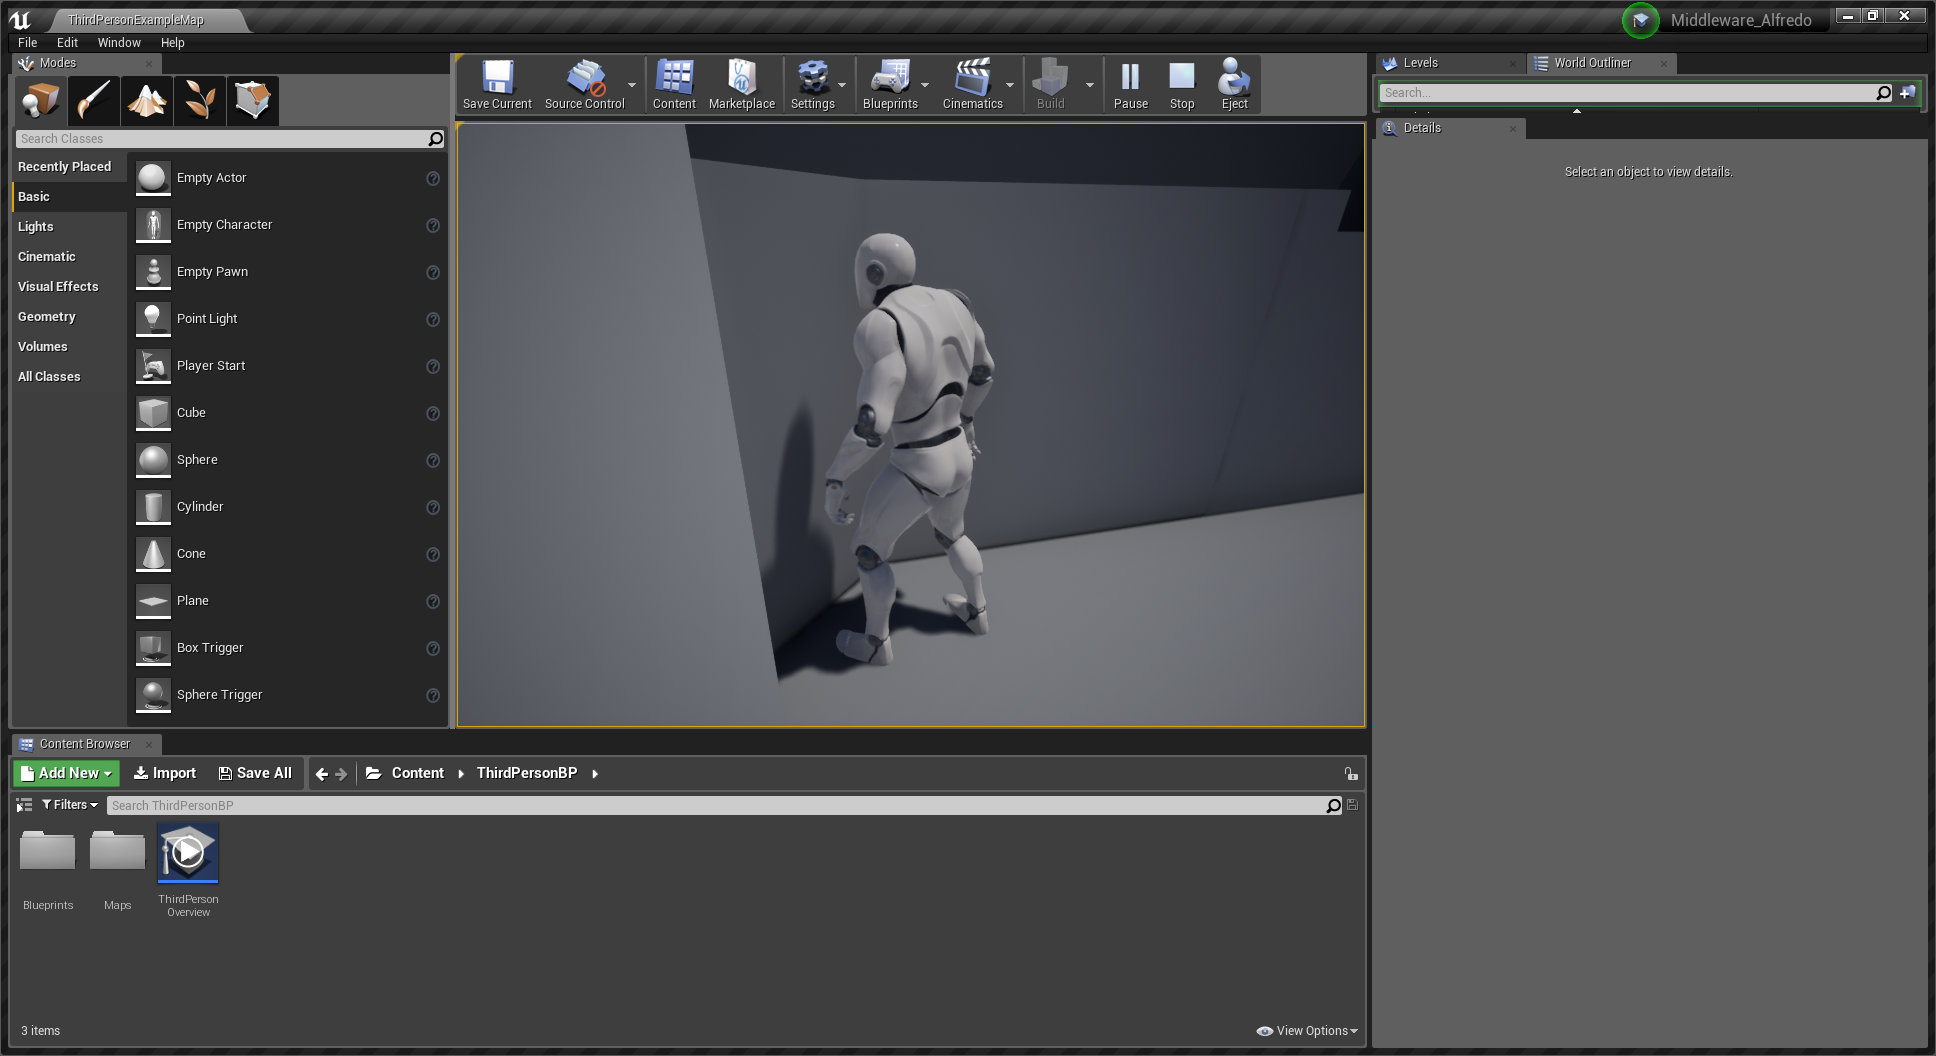 ThirdPersonExampleMap
Middleware_Alfredo
File Edit Window Help
Modes
Search Classes
Recently Placed
Basic
Lights
Cinematic
Visual Effects
Geometry
Volumes
All Classes
Empty Actor
Empty Character
Empty Pawn
Point Light
Player Start
Cube
Sphere
Cylinder
Cone
Plane
Box Trigger
Sphere Trigger
Save Current Source Control Content Marketplace Settings Blueprints Cinematics Build Pause Stop Eject
Levels World Outliner
Search...
Details
Select an object to view details.
Content Browser
Add New Import Save All Content ThirdPersonBP
Filters Search ThirdPersonBP
Blueprints Maps ThirdPerson
Overview
3 items View Options